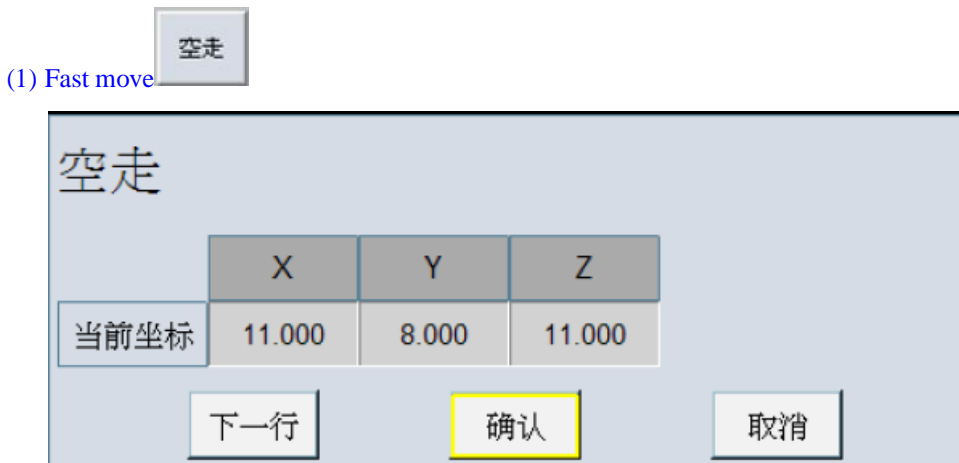 空走
(1) Fast move
空走
X Y Z
当前坐标 11.000 8.000 11.000
下一行 确认 取消